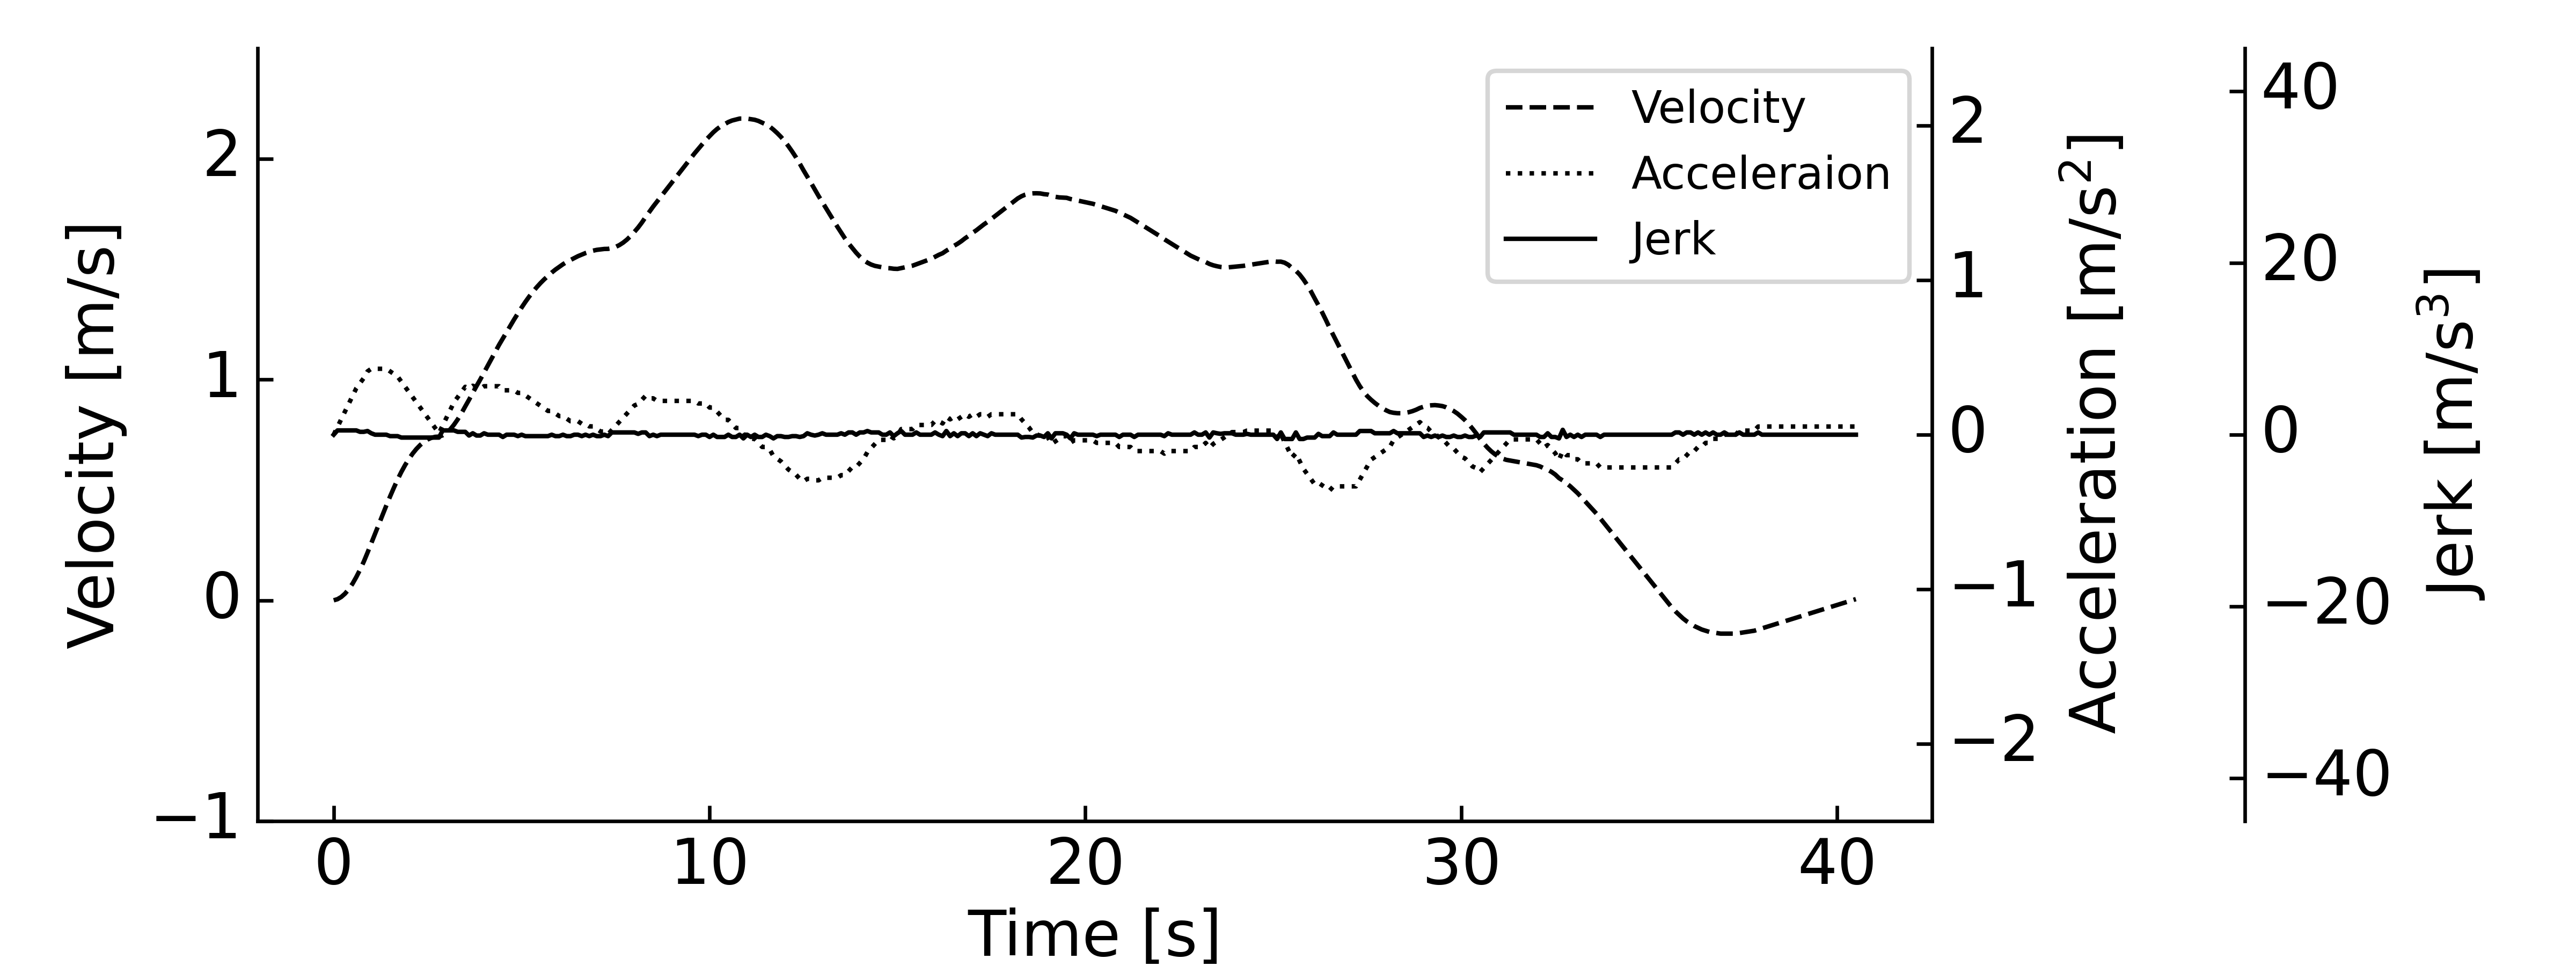 Velocity [m/s]
2
1
0
−1
0 10 20 30 40
Time [s]
Velocity
Acceleraion
Jerk
2
1
0
−1
−2
Acceleration [m/s²]
40
20
0
−20
−40
Jerk [m/s³]